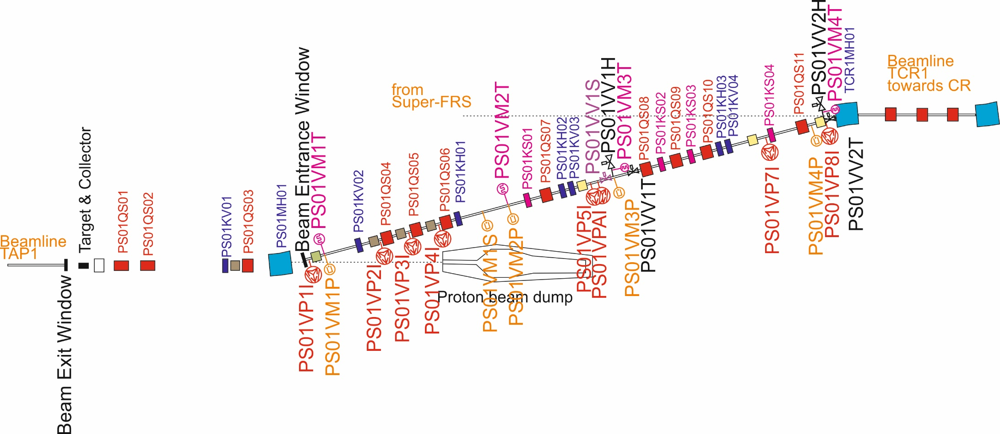 Beamline
TAP1
Beam Exit Window
Target & Collector
PS01QS01
PS01QS02
PS01KV01
PS01QS03
PS01MH01
Beam Entrance Window
PS01VM1T
PS01VP1I
PS01VM1P
PS01KV02
PS01QS04
PS01VP2I
PS01QS05
PS01VP3I
PS01QS06
PS01VP4I
PS01KH01
from
Super-FRS
PS01VM1S
PS01VM2T
PS01VM2P
Proton beam dump
PS01KS01
PS01QS07
PS01KH02
PS01KV03
PS01VP5I
PS01VPAI
PS01VV1S
PS01VV1H
PS01VM3T
PS01VM3P
PS01VV1T
PS01QS08
PS01KS02
PS01QS09
PS01KS03
PS01QS10
PS01KH03
PS01KV04
PS01KS04
PS01VP7I
PS01QS11
PS01VM4P
PS01VV2H
PS01VM4T
PS01VP8I
TCR1MH01
PS01VV2T
Beamline
TCR1
towards CR